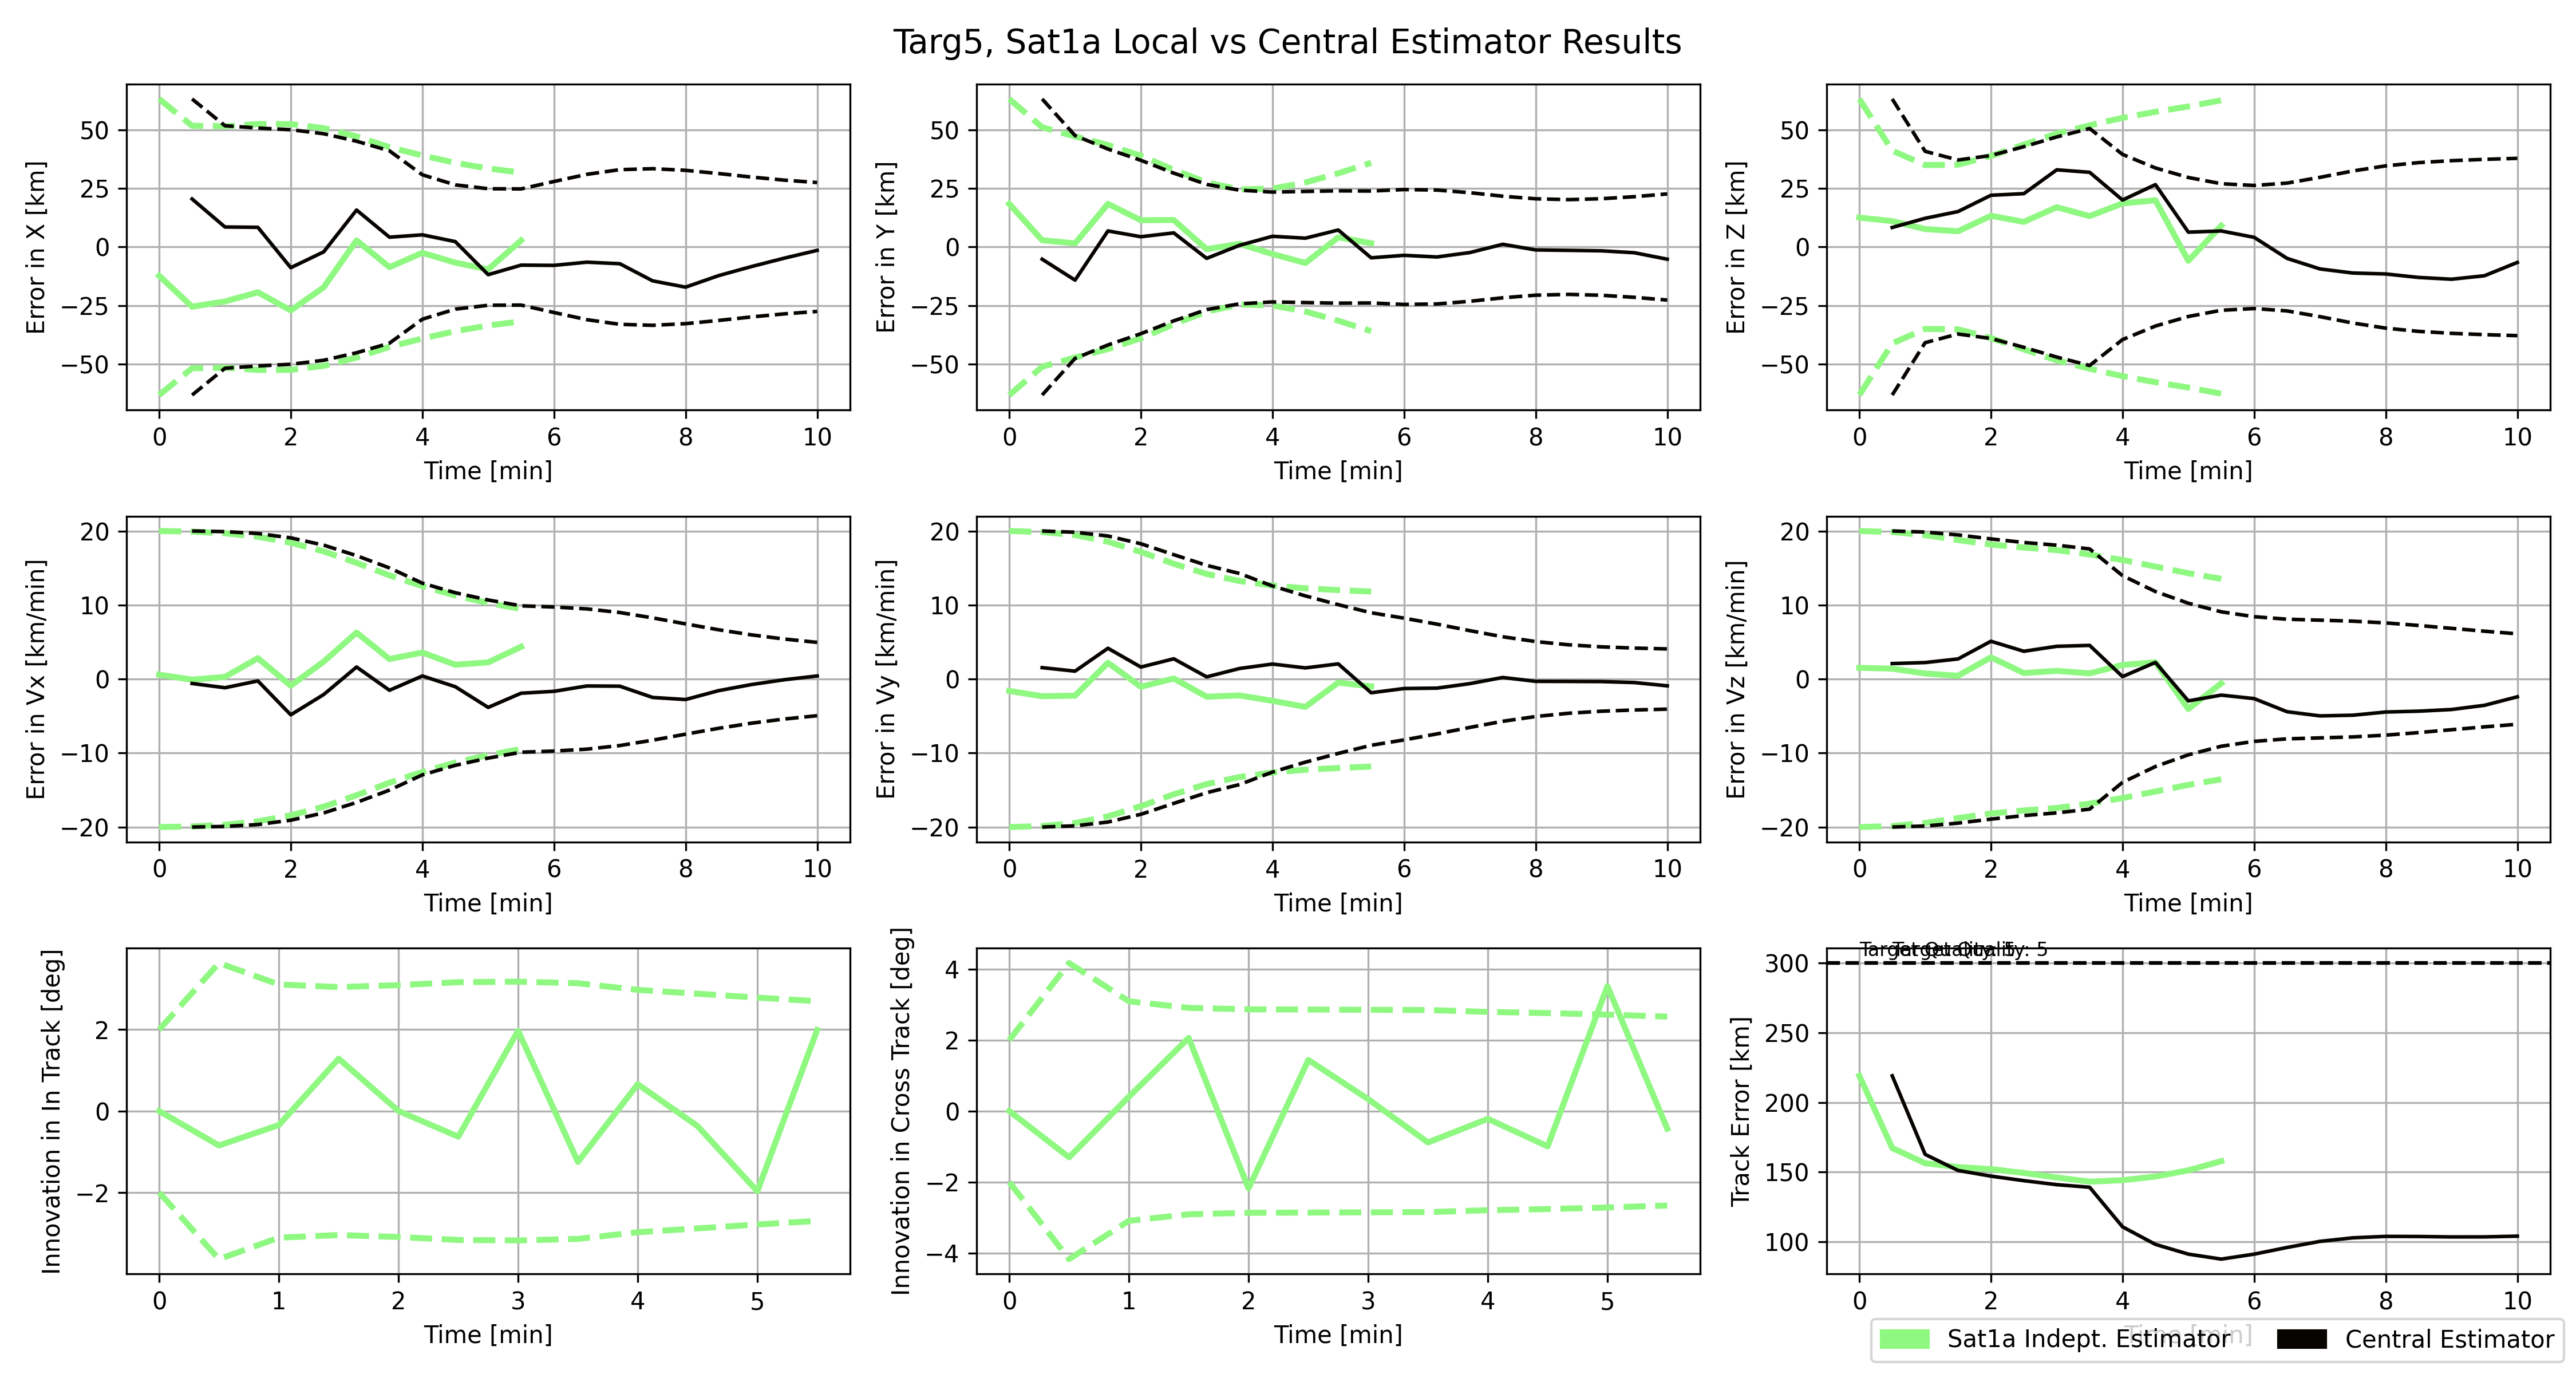 Targ5, Sat1a Local vs Central Estimator Results
Error in X [km]
50
25
0
−25
−50
0 2 4 6 8 10
Time [min]
Error in Y [km]
50
25
0
−25
−50
0 2 4 6 8 10
Time [min]
Error in Z [km]
50
25
0
−25
−50
0 2 4 6 8 10
Time [min]
Error in Vx [km/min]
20
10
0
−10
−20
0 2 4 6 8 10
Time [min]
Error in Vy [km/min]
20
10
0
−10
−20
0 2 4 6 8 10
Time [min]
Error in Vz [km/min]
20
10
0
−10
−20
0 2 4 6 8 10
Time [min]
Innovation in In Track [deg]
2
0
−2
0 1 2 3 4 5
Time [min]
Innovation in Cross Track [deg]
4
2
0
−2
−4
0 1 2 3 4 5
Time [min]
Target Quality: 5
Target Quality: 5
Track Error [km]
300
250
200
150
100
0 2 4 6 8 10
Time [min]
Sat1a Indept. Estimator
Central Estimator